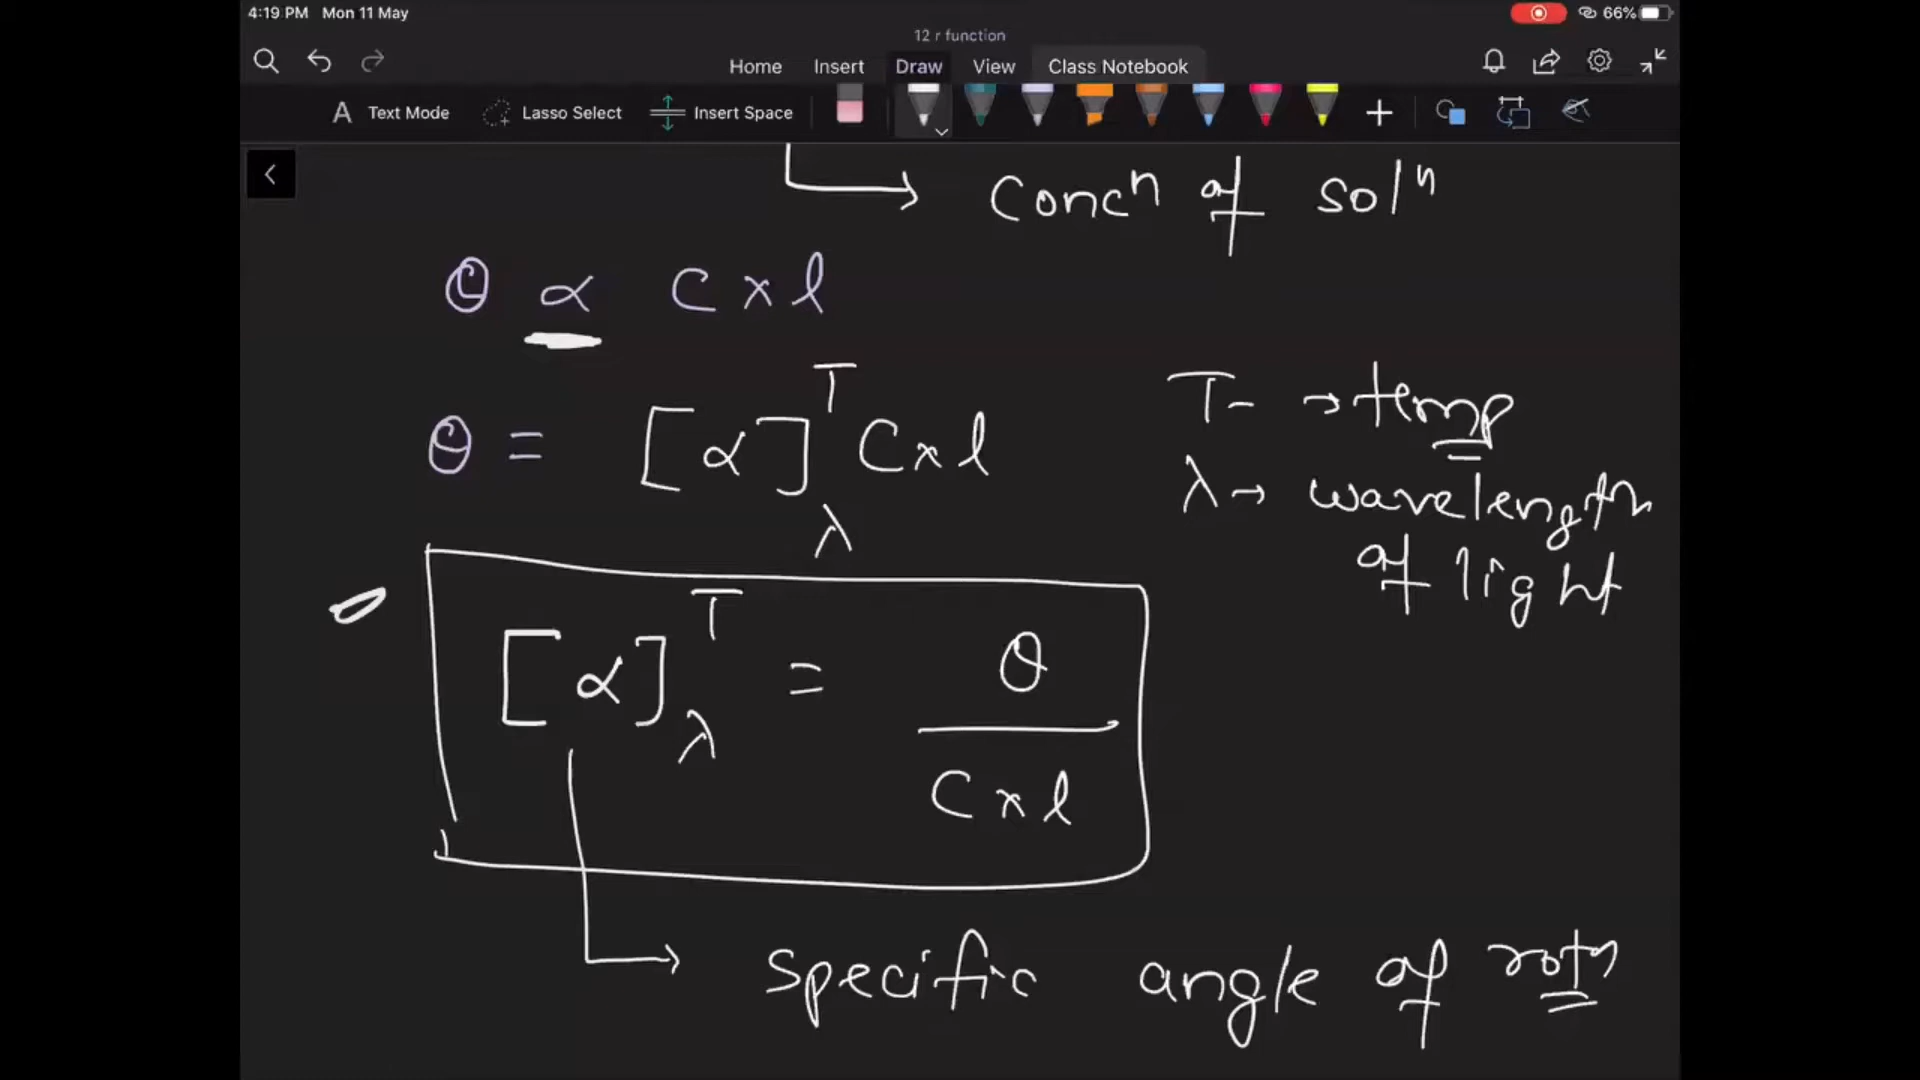 4:19 PM Mon 11 May 66%
12 r function
Home Insert Draw View Class Notebook
A Text Mode Lasso Select Insert Space
→ Concⁿ of solⁿ
θ ∝ C x l
θ = [α]ᵀ_λ C x l
T- → temp
λ → wavelength
of light
[α]ᵀ_λ = θ / C x l
→ specific angle of rotn